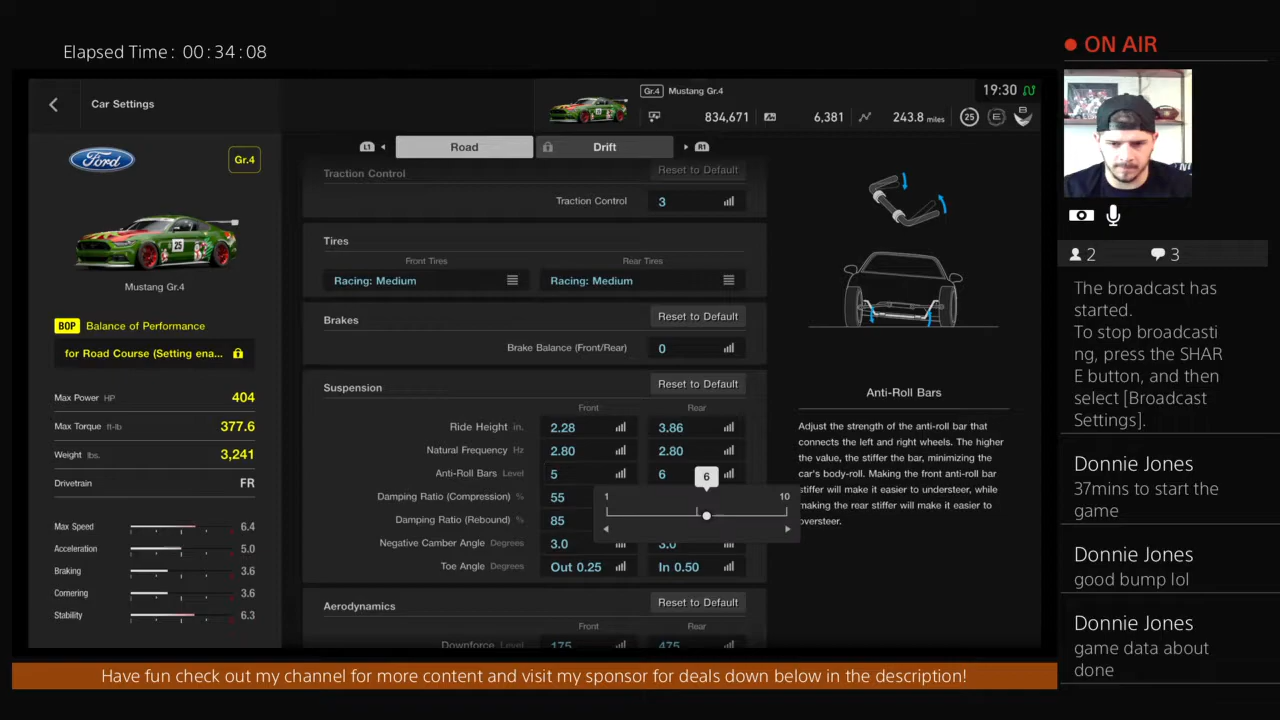 Elapsed Time: 00:34:08
ON AIR
Car Settings
Gr.4 Mustang Gr.4
19:30
834,671 6,381 243.8 miles 25 E B
Ford Gr.4
L1 Road Drift R1
Traction Control Reset to Default
Traction Control 3
Tires
Front Tires Rear Tires
Racing: Medium Racing: Medium
Brakes Reset to Default
Brake Balance (Front/Rear) 0
Suspension Reset to Default
Front Rear
Ride Height in. 2.28 3.86
Natural Frequency Hz 2.80 2.80
Anti-Roll Bars Level 5 6
6
Damping Ratio (Compression) % 55
1 10
Damping Ratio (Rebound) % 85
Negative Camber Angle Degrees 3.0 3.0
Toe Angle Degrees Out 0.25 In 0.50
Aerodynamics Reset to Default
Front Rear
Downforce Level 175 475
25
Mustang Gr.4
BOP Balance of Performance
for Road Course (Setting ena...
Max Power HP 404
Max Torque ft-lb 377.6
Weight lbs. 3,241
Drivetrain FR
Max Speed 6.4
Acceleration 5.0
Braking 3.6
Cornering 3.6
Stability 6.3
Anti-Roll Bars
Adjust the strength of the anti-roll bar that
connects the left and right wheels. The higher
the value, the stiffer the bar, minimizing the
car's body-roll. Making the front anti-roll bar
stiffer will make it easier to understeer, while
making the rear stiffer will make it easier to
oversteer.
2 3
The broadcast has
started.
To stop broadcasti
ng, press the SHAR
E button, and then
select [Broadcast
Settings].
Donnie Jones
37mins to start the
game
Donnie Jones
good bump lol
Donnie Jones
game data about
done
Have fun check out my channel for more content and visit my sponsor for deals down below in the description!